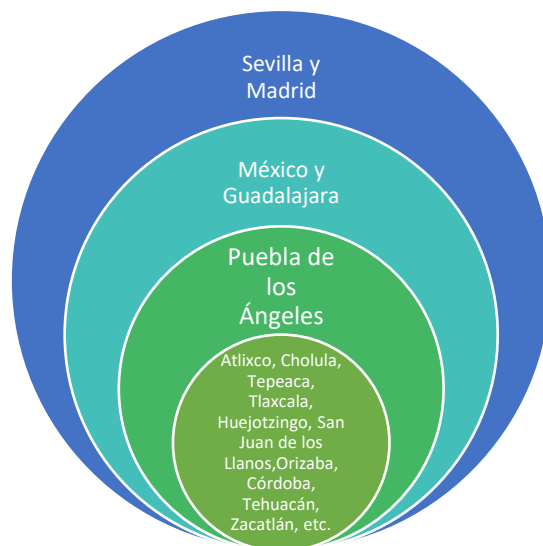 Sevilla y
Madrid
México y
Guadalajara
Puebla de
los
Ángeles
Atlixco, Cholula,
Tepeaca,
Tlaxcala,
Huejotzingo, San
Juan de los
Llanos,Orizaba,
Córdoba,
Tehuacán,
Zacatlán, etc.